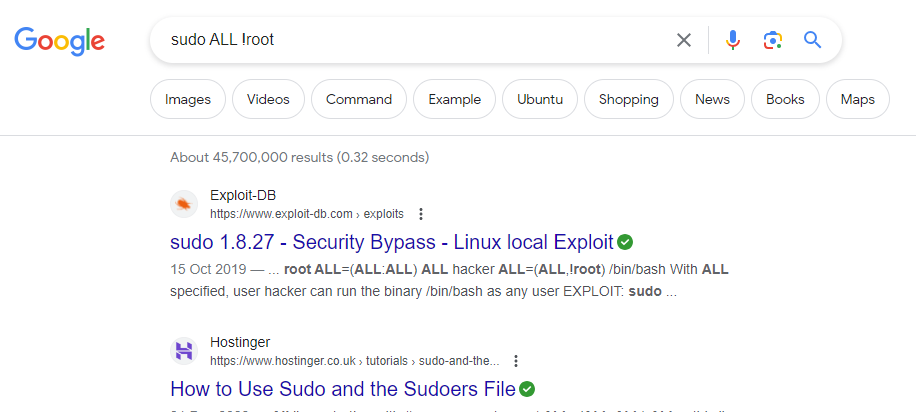 Google
sudo ALL !root
Images Videos Command Example Ubuntu Shopping News Books Maps
About 45,700,000 results (0.32 seconds)
Exploit-DB
https://www.exploit-db.com › exploits
sudo 1.8.27 - Security Bypass - Linux local Exploit
15 Oct 2019 — ... root ALL=(ALL:ALL) ALL hacker ALL=(ALL,!root) /bin/bash With ALL
specified, user hacker can run the binary /bin/bash as any user EXPLOIT: sudo ...
Hostinger
https://www.hostinger.co.uk › tutorials › sudo-and-the...
How to Use Sudo and the Sudoers File